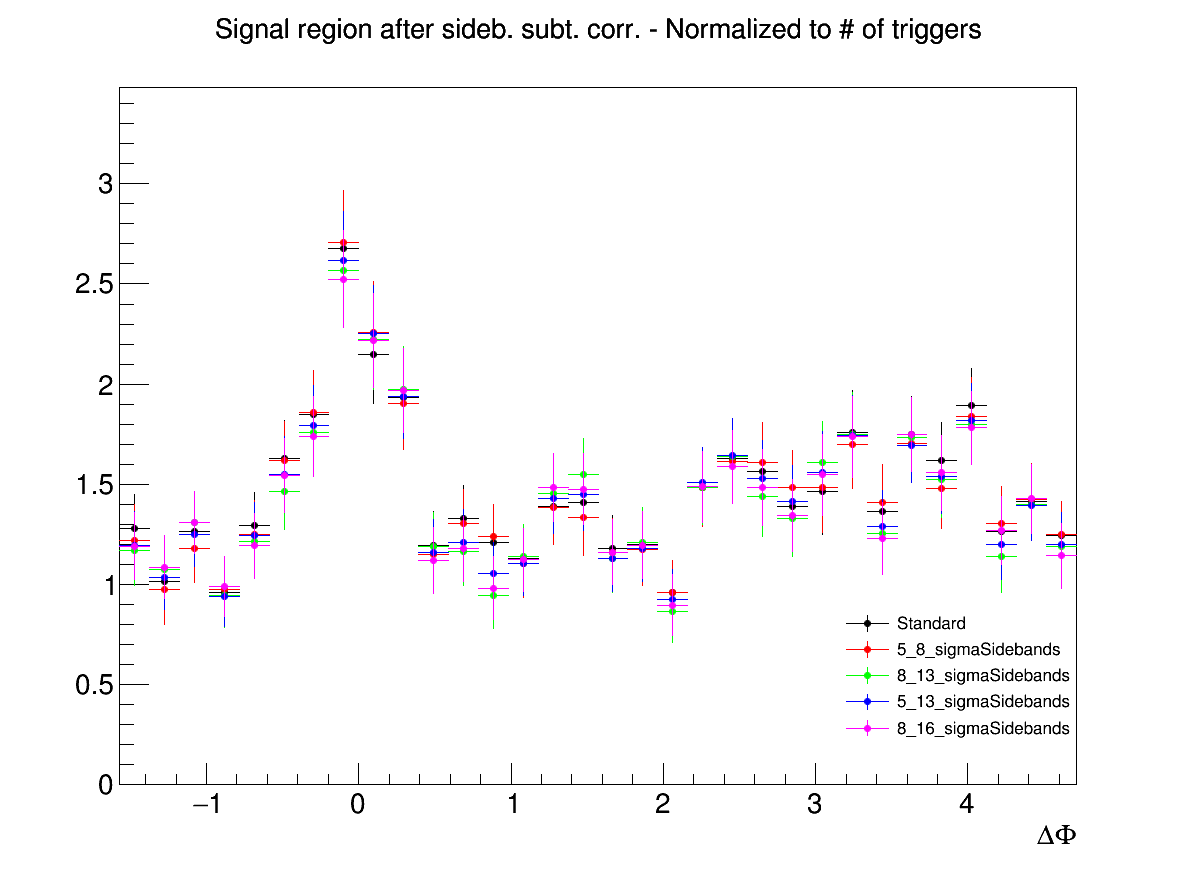 Signal region after sideb. subt. corr. - Normalized to # of triggers
3
2.5
2
1.5
1
0.5
0
−1 0 1 2 3 4
ΔΦ
Standard
5_8_sigmaSidebands
8_13_sigmaSidebands
5_13_sigmaSidebands
8_16_sigmaSidebands